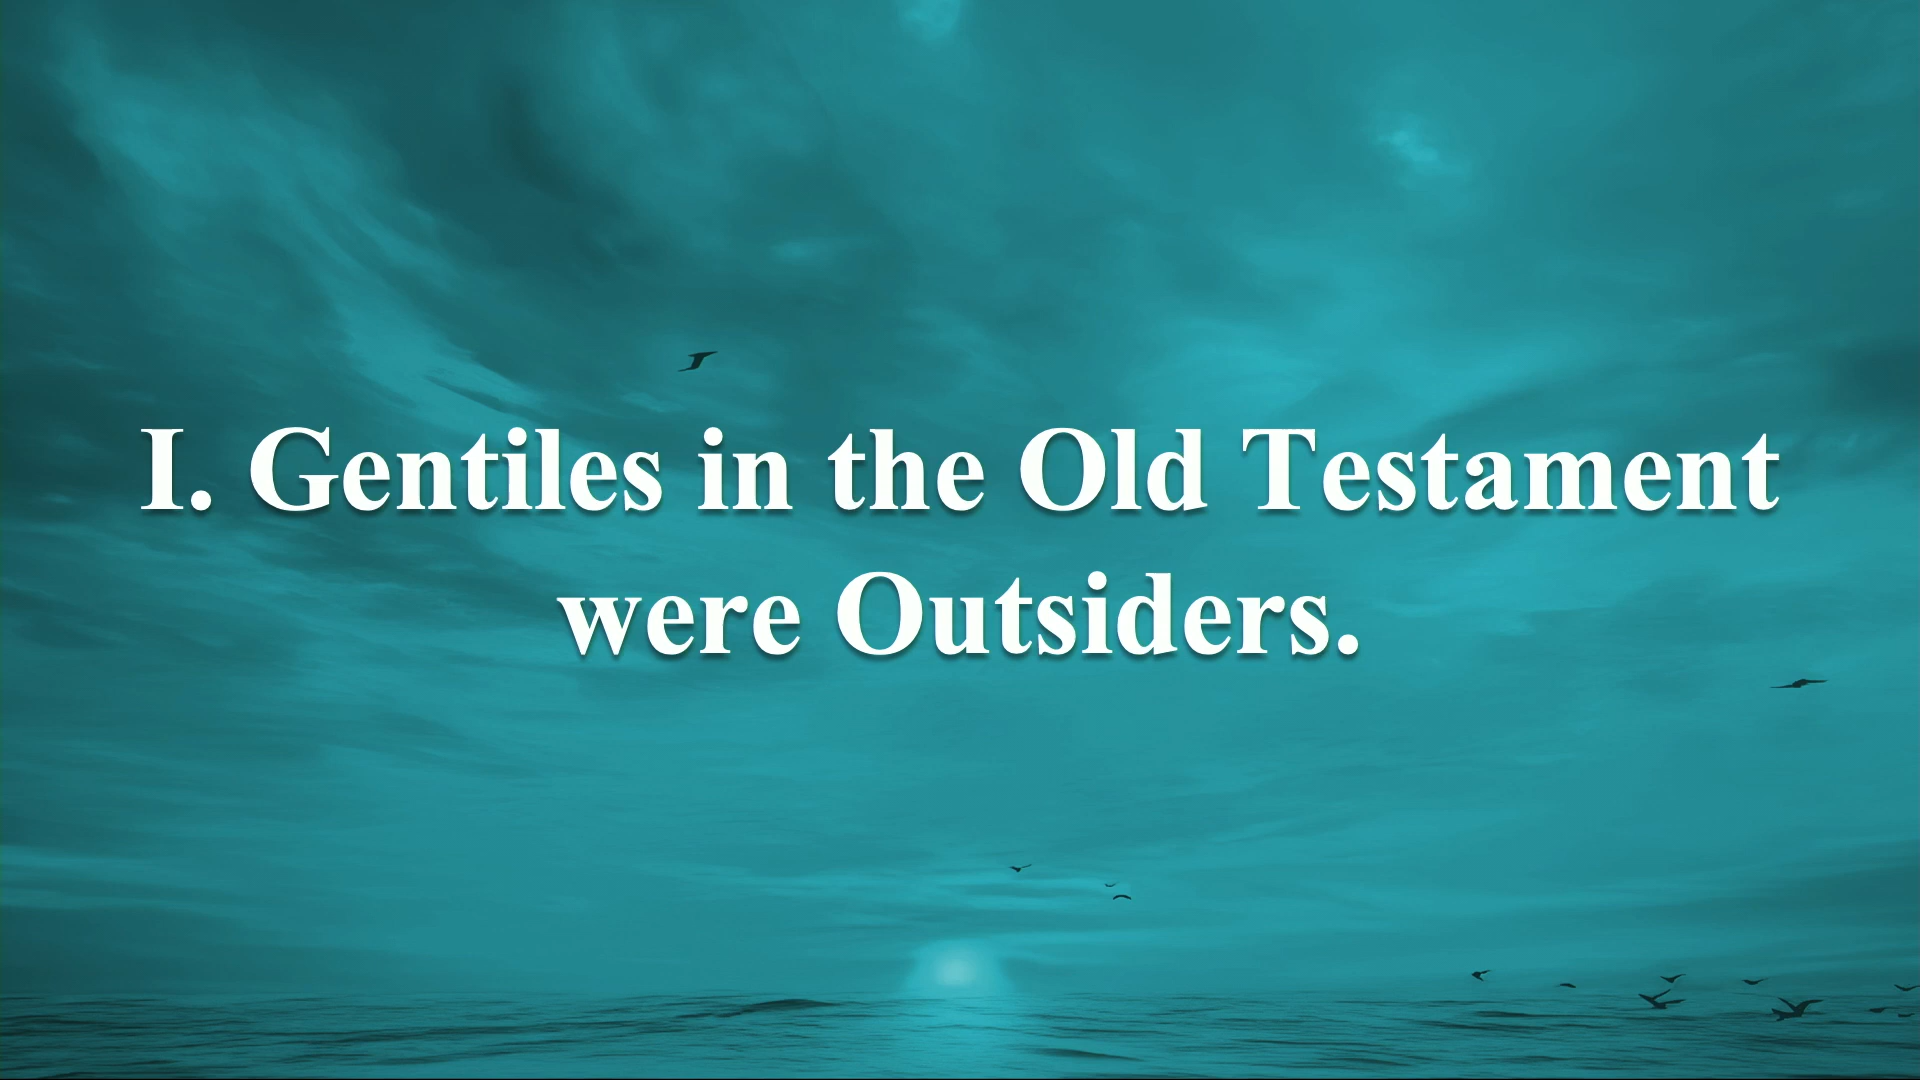 I. Gentiles in the Old Testament
were Outsiders.